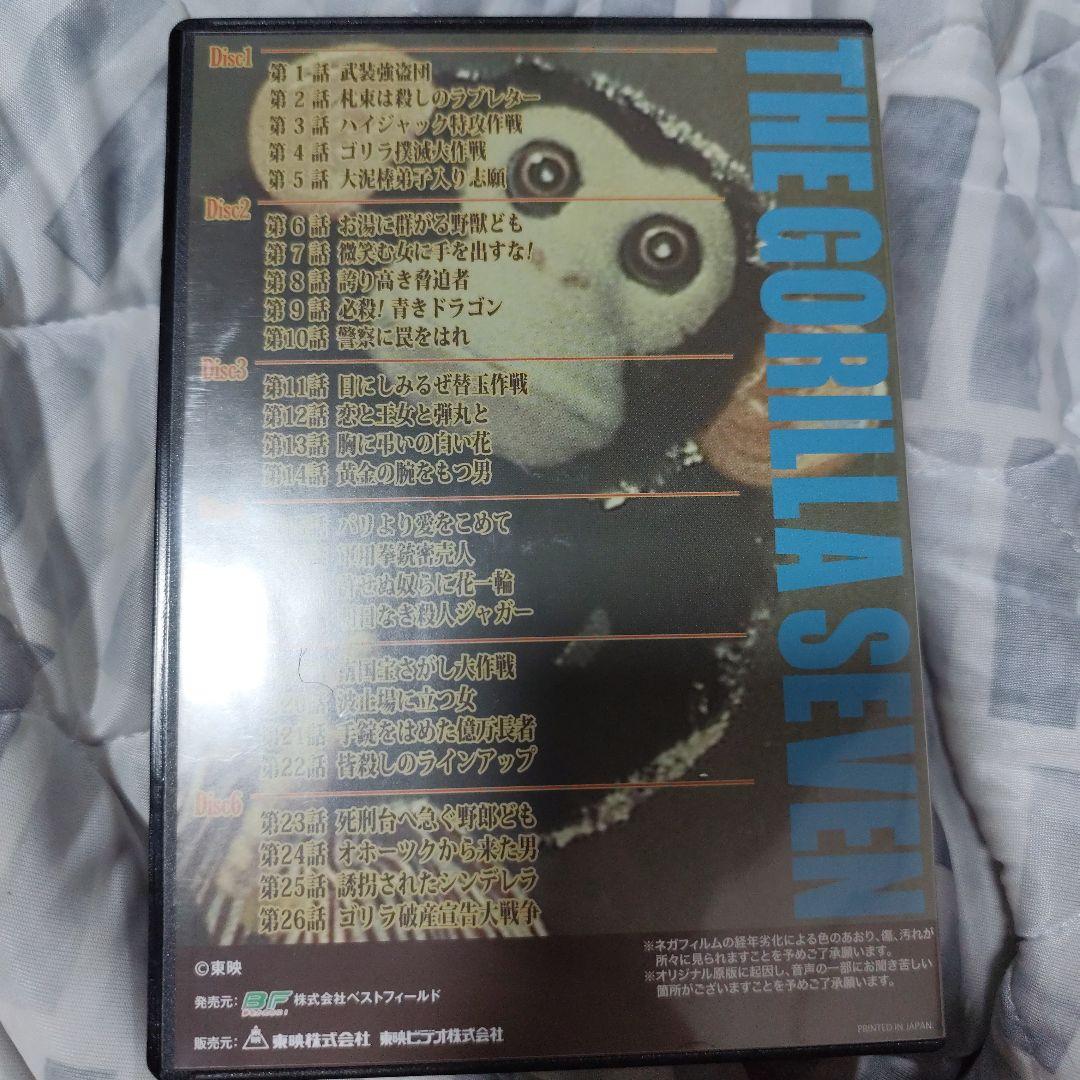 Disc1
第1話 武装強盗団
第2話 札束は殺しのラブレター
第3話 ハイジャック特攻作戦
第4話 ゴリラ撲滅大作戦
第5話 大泥棒弟子入り志願
Disc2
第6話 お湯に群がる野獣ども
第7話 微笑む女に手を出すな!
第8話 誇り高き脅迫者
第9話 必殺! 青きドラゴン
第10話 警察に罠をはれ
Disc3
第11話 目にしみるぜ替玉作戦
第12話 恋と王女と弾丸と
第13話 胸に弔いの白い花
第14話 黄金の腕をもつ男
パリより愛をこめて
拳銃密売人
せぬ奴らに花一輪
国なき殺人ジャガー
国宝さがし大作戦
波止場に立つ女
第21話 手錠をはめた億万長者
第22話 皆殺しのラインアップ
Disc6
第23話 死刑台へ急ぐ野郎ども
第24話 オホーツクから来た男
第25話 誘拐されたシンデレラ
第26話 ゴリラ破産宣告大戦争
THE GORILLA SEVEN
※ネガフィルムの経年劣化による色のあおり、傷、汚れが
所々に見られますことを予めご了承願います。
※オリジナル原版に起因し、音声の一部にお聞き苦しい
箇所がございますことを予めご了承願います。
©東映
発売元: BF 株式会社ベストフィールド
販売元: 東映株式会社 東映ビデオ株式会社
PRINTED IN JAPAN.